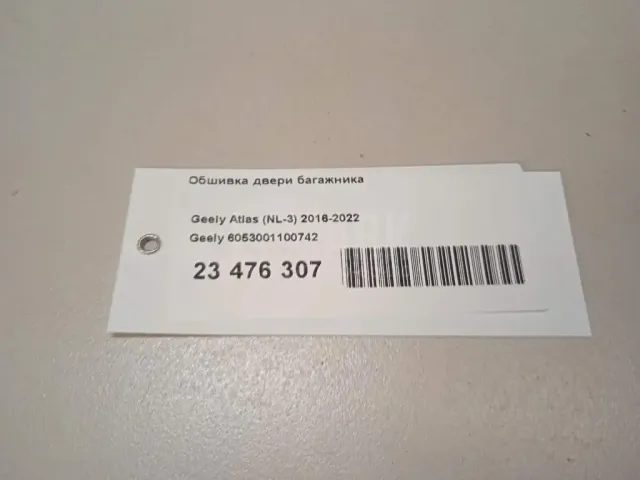 Обшивка двери багажника
Geely Atlas (NL-3) 2016-2022
Geely 6053001100742
23 476 307